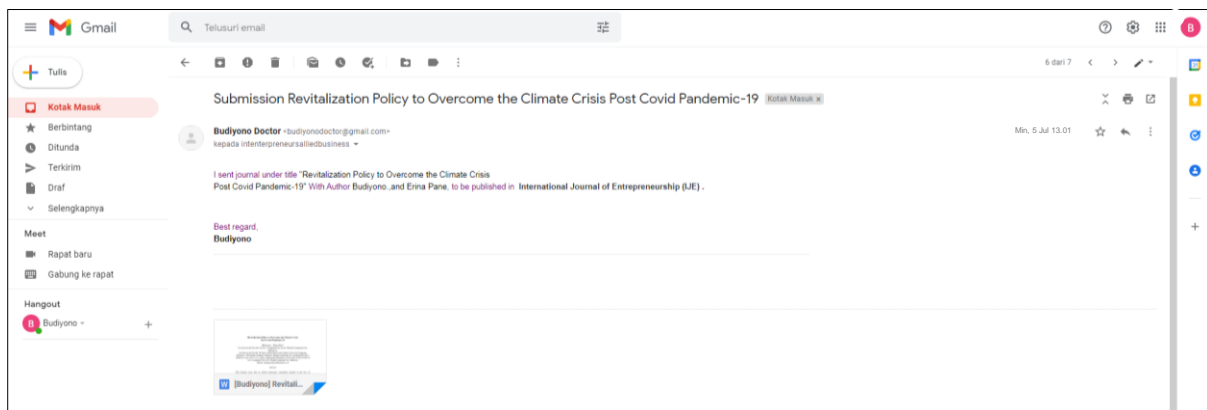 Gmail
Telusuri email
B
Tulis
6 dari 7
Kotak Masuk
Berbintang
Ditunda
Terkirim
Draf
Selengkapnya
Meet
Rapat baru
Gabung ke rapat
Hangout
B Budiyono
Submission Revitalization Policy to Overcome the Climate Crisis Post Covid Pandemic-19 Kotak Masuk x
Budiyono Doctor <budiyonodoctor@gmail.com>
Min, 5 Jul 13.01
kepada intenterpreneursalliedbusiness
I sent journal under title "Revitalization Policy to Overcome the Climate Crisis
Post Covid Pandemic-19" With Author Budiyono ,and Erina Pane, to be published in International Journal of Entrepreneurship (IJE) .
Best regard,
Budiyono
W [Budiyono] Revitali...